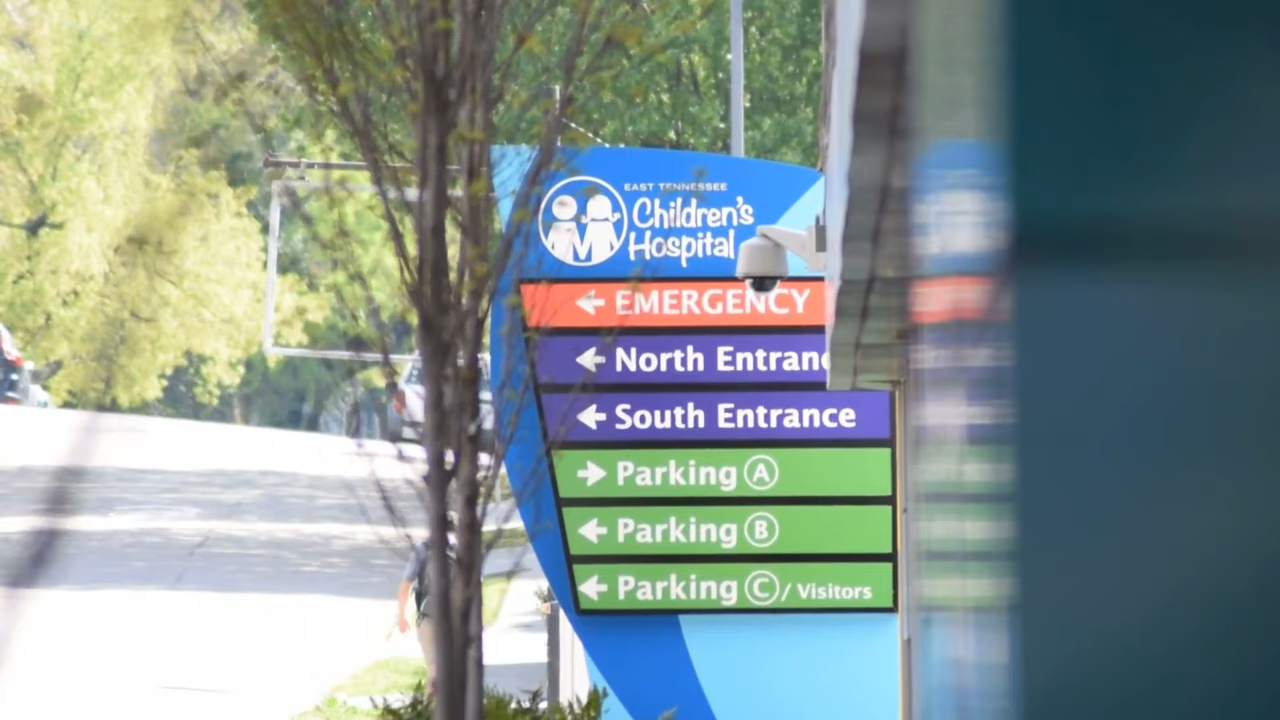 EAST TENNESSEE
Children's
Hospital
← EMERGENCY
← North Entranc
← South Entrance
→ Parking A
← Parking B
← Parking C / Visitors